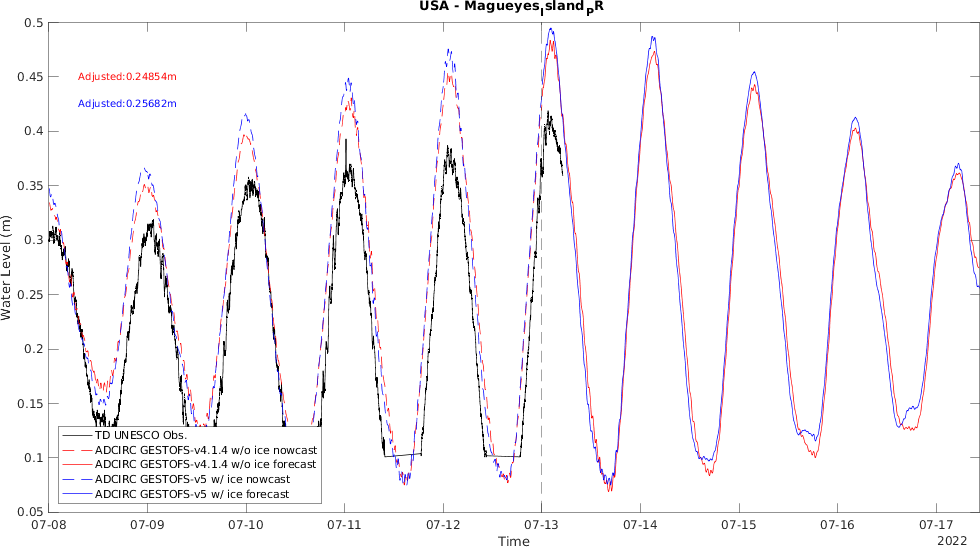 USA - Magueyes Island PR
0.5
0.45
0.4
0.35
0.3
0.25
0.2
0.15
0.1
0.05
Water Level (m)
Adjusted:0.24854m
Adjusted:0.25682m
TD UNESCO Obs.
ADCIRC GESTOFS-v4.1.4 w/o ice nowcast
ADCIRC GESTOFS-v4.1.4 w/o ice forecast
ADCIRC GESTOFS-v5 w/ ice nowcast
ADCIRC GESTOFS-v5 w/ ice forecast
07-08 07-09 07-10 07-11 07-12 07-13 07-14 07-15 07-16 07-17
Time
2022